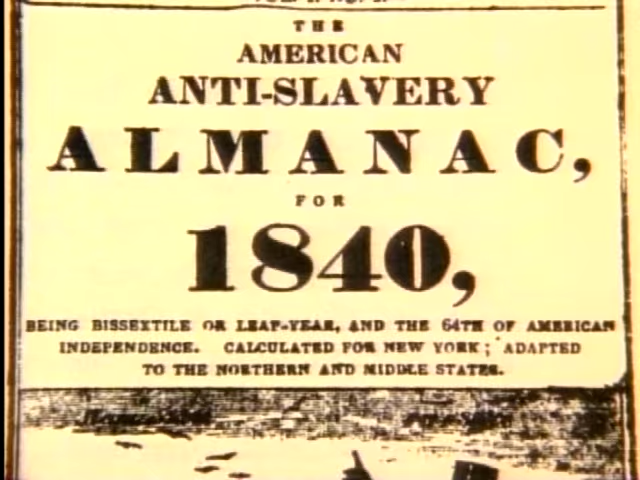 THE
AMERICAN
ANTI-SLAVERY
ALMANAC,
FOR
1840,
BEING BISSEXTILE OR LEAP-YEAR, AND THE 64TH OF AMERICAN
INDEPENDENCE. CALCULATED FOR NEW YORK; ADAPTED
TO THE NORTHERN AND MIDDLE STATES.